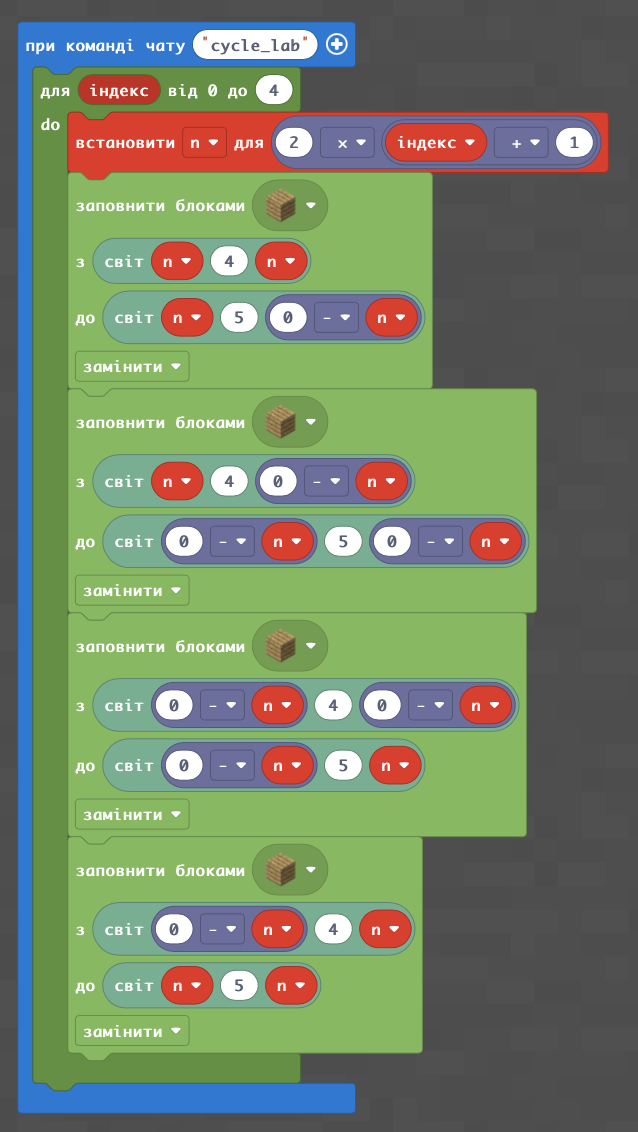 при команді чату "cycle_lab"
для індекс від 0 до 4
do
встановити n для 2 × індекс + 1
заповнити блоками
з світ n 4 n
до світ n 5 0 - n
замінити
заповнити блоками
з світ n 4 0 - n
до світ 0 - n 5 0 - n
замінити
заповнити блоками
з світ 0 - n 4 0 - n
до світ 0 - n 5 n
замінити
заповнити блоками
з світ 0 - n 4 n
до світ n 5 n
замінити